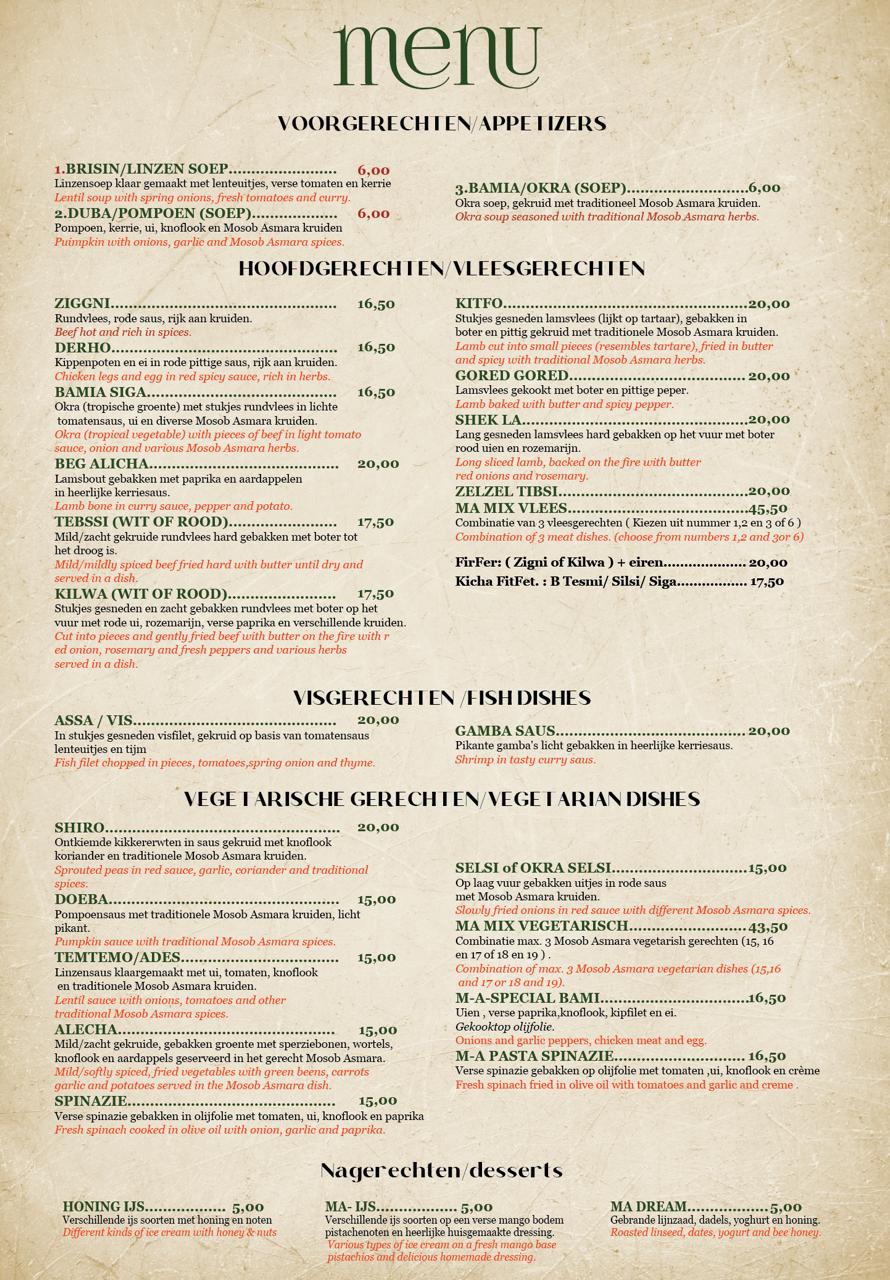 menu
VOORGERECHTEN/APPETIZERS
1.BRISIN/LINZEN SOEP........................ 6,00
Linzensoep klaar gemaakt met lenteuitjes, verse tomaten en kerrie
Lentil soup with spring onions, fresh tomatoes and curry.
2.DUBA/POMPOEN (SOEP)................... 6,00
Pompoen, kerrie, ui, knoflook en Mosob Asmara kruiden
Puimpkin with onions, garlic and Mosob Asmara spices.
3.BAMIA/OKRA (SOEP)...........................6,00
Okra soep, gekruid met traditioneel Mosob Asmara kruiden.
Okra soup seasoned with traditional Mosob Asmara herbs.
HOOFDGERECHTEN/VLEESGERECHTEN
ZIGGNI.................................................. 16,50
Rundvlees, rode saus, rijk aan kruiden.
Beef hot and rich in spices.
DERHO.................................................. 16,50
Kippenpoten en ei in rode pittige saus, rijk aan kruiden.
Chicken legs and egg in red spicy sauce, rich in herbs.
BAMIA SIGA.......................................... 16,50
Okra (tropische groente) met stukjes rundvlees in lichte
tomatensaus, ui en diverse Mosob Asmara kruiden.
Okra (tropical vegetable) with pieces of beef in light tomato
sauce, onion and various Mosob Asmara herbs.
BEG ALICHA.......................................... 20,00
Lamsbout gebakken met paprika en aardappelen
in heerlijke kerriesaus.
Lamb bone in curry sauce, pepper and potato.
TEBSSI (WIT OF ROOD)........................ 17,50
Mild/zacht gekruide rundvlees hard gebakken met boter tot
het droog is.
Mild/mildly spiced beef fried hard with butter until dry and
served in a dish.
KILWA (WIT OF ROOD)........................ 17,50
Stukjes gesneden en zacht gebakken rundvlees met boter op het
vuur met rode ui, rozemarijn, verse paprika en verschillende kruiden.
Cut into pieces and gently fried beef with butter on the fire with r
ed onion, rosemary and fresh peppers and various herbs
served in a dish.
KITFO......................................................20,00
Stukjes gesneden lamsvlees (lijkt op tartaar), gebakken in
boter en pittig gekruid met traditionele Mosob Asmara kruiden.
Lamb cut into small pieces (resembles tartare), fried in butter
and spicy with traditional Mosob Asmara herbs.
GORED GORED....................................... 20,00
Lamsvlees gekookt met boter en pittige peper.
Lamb baked with butter and spicy pepper.
SHEK LA..................................................20,00
Lang gesneden lamsvlees hard gebakken op het vuur met boter
rood uien en rozemarijn.
Long sliced lamb, backed on the fire with butter
red onions and rosemary.
ZELZEL TIBSI..........................................20,00
MA MIX VLEES........................................45,50
Combinatie van 3 vleesgerechten ( Kiezen uit nummer 1,2 en 3 of 6 )
Combination of 3 meat dishes. (choose from numbers 1,2 and 3or 6)
FirFer: ( Zigni of Kilwa ) + eiren..................... 20,00
Kicha FitFet. : B Tesmi/ Silsi/ Siga................. 17,50
VISGERECHTEN /FISH DISHES
ASSA / VIS............................................. 20,00
In stukjes gesneden visfilet, gekruid op basis van tomatensaus
lenteuitjes en tijm
Fish filet chopped in pieces, tomatoes,spring onion and thyme.
GAMBA SAUS.......................................... 20,00
Pikante gamba's licht gebakken in heerlijke kerriesaus.
Shrimp in tasty curry saus.
VEGETARISCHE GERECHTEN/VEGETARIAN DISHES
SHIRO.................................................... 20,00
Ontkiemde kikkererwten in saus gekruid met knoflook
koriander en traditionele Mosob Asmara kruiden.
Sprouted peas in red sauce, garlic, coriander and traditional
spices.
DOEBA.................................................. 15,00
Pompoensaus met traditionele Mosob Asmara kruiden, licht
pikant.
Pumpkin sauce with traditional Mosob Asmara spices.
TEMTEMO/ADES................................... 15,00
Linzensaus klaargemaakt met ui, tomaten, knoflook
en traditionele Mosob Asmara kruiden.
Lentil sauce with onions, tomatoes and other
traditional Mosob Asmara spices.
ALECHA................................................ 15,00
Mild/zacht gekruide, gebakken groente met sperziebonen, wortels,
knoflook en aardappels geserveerd in het gerecht Mosob Asmara.
Mild/softly spiced, fried vegetables with green beens, carrots
garlic and potatoes served in the Mosob Asmara dish.
SPINAZIE.............................................. 15,00
Verse spinazie gebakken in olijfolie met tomaten, ui, knoflook en paprika
Fresh spinach cooked in olive oil with onion, garlic and paprika.
SELSI of OKRA SELSI..............................15,00
Op laag vuur gebakken uitjes in rode saus
met Mosob Asmara kruiden.
Slowly fried onions in red sauce with different Mosob Asmara spices.
MA MIX VEGETARISCH.......................... 43,50
Combinatie max. 3 Mosob Asmara vegetarish gerechten (15, 16
en 17 of 18 en 19 ) .
Combination of max. 3 Mosob Asmara vegetarian dishes (15,16
and 17 or 18 and 19).
M-A-SPECIAL BAMI.................................16,50
Uien , verse paprika,knoflook, kipfilet en ei.
Gekooktop olijfolie.
Onions and garlic peppers, chicken meat and egg.
M-A PASTA SPINAZIE.............................. 16,50
Verse spinazie gebakken op olijfolie met tomaten ,ui, knoflook en crème
Fresh spinach fried in olive oil with tomatoes and garlic and creme .
Nagerechten/desserts
HONING IJS.................... 5,00
Verschillende ijs soorten met honing en noten
Different kinds of ice cream with honey & nuts
MA- IJS.................... 5,00
Verschillende ijs soorten op een verse mango bodem
pistachenoten en heerlijke huisgemaakte dressing.
Various types of ice cream on a fresh mango base
pistachios and delicious homemade dressing.
MA DREAM....................5,00
Gebrande lijnzaad, dadels, yoghurt en honing.
Roasted linseed, dates, yogurt and bee honey.